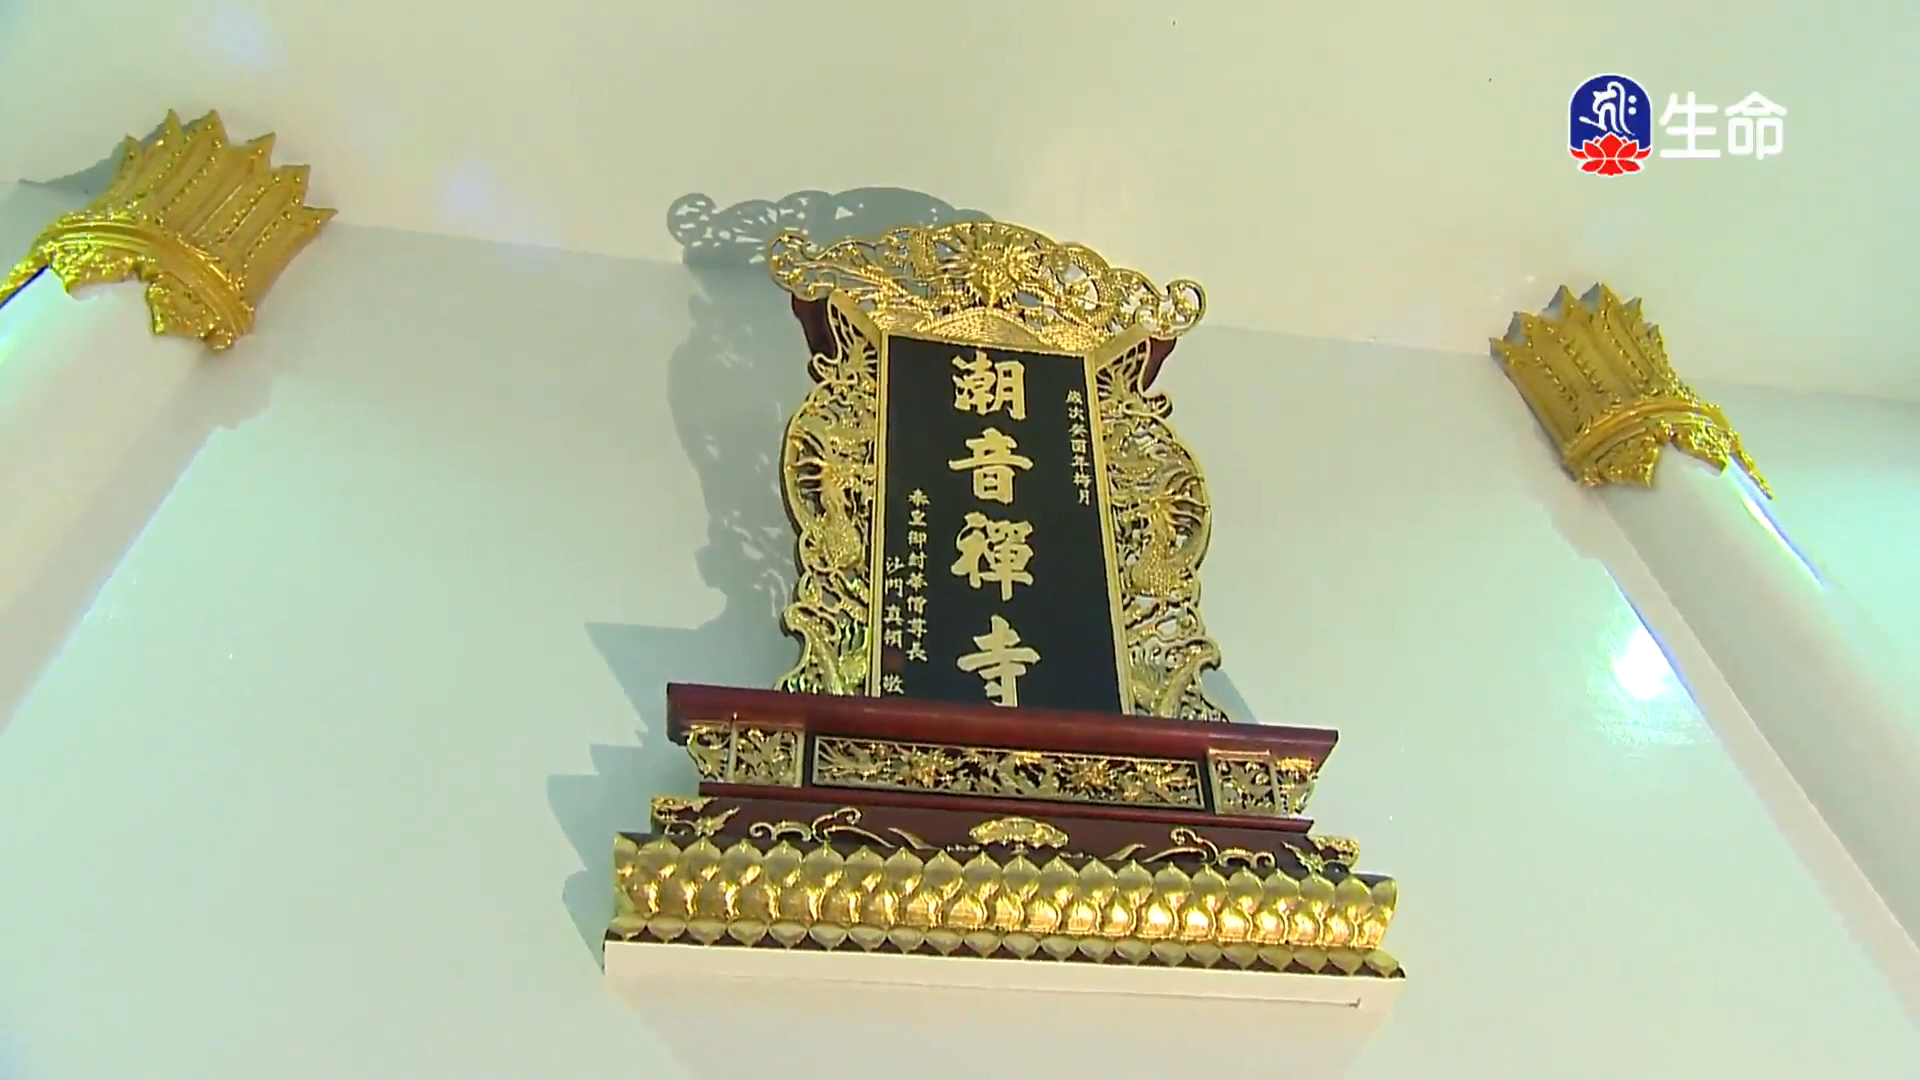 生命
歲次癸酉年梅月
潮音禪寺
泰皇御封華僧尊長
沙門直頓 敬